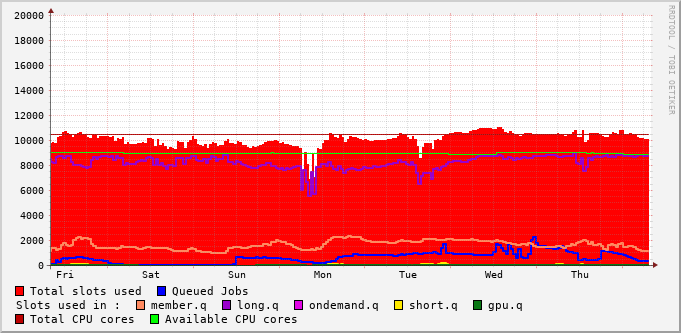 20000
18000
16000
14000
12000
10000
8000
6000
4000
2000
0
Fri Sat Sun Mon Tue Wed Thu
RRDTOOL / TOBI OETIKER
Total slots used Queued Jobs
Slots used in : member.q long.q ondemand.q short.q gpu.q
Total CPU cores Available CPU cores